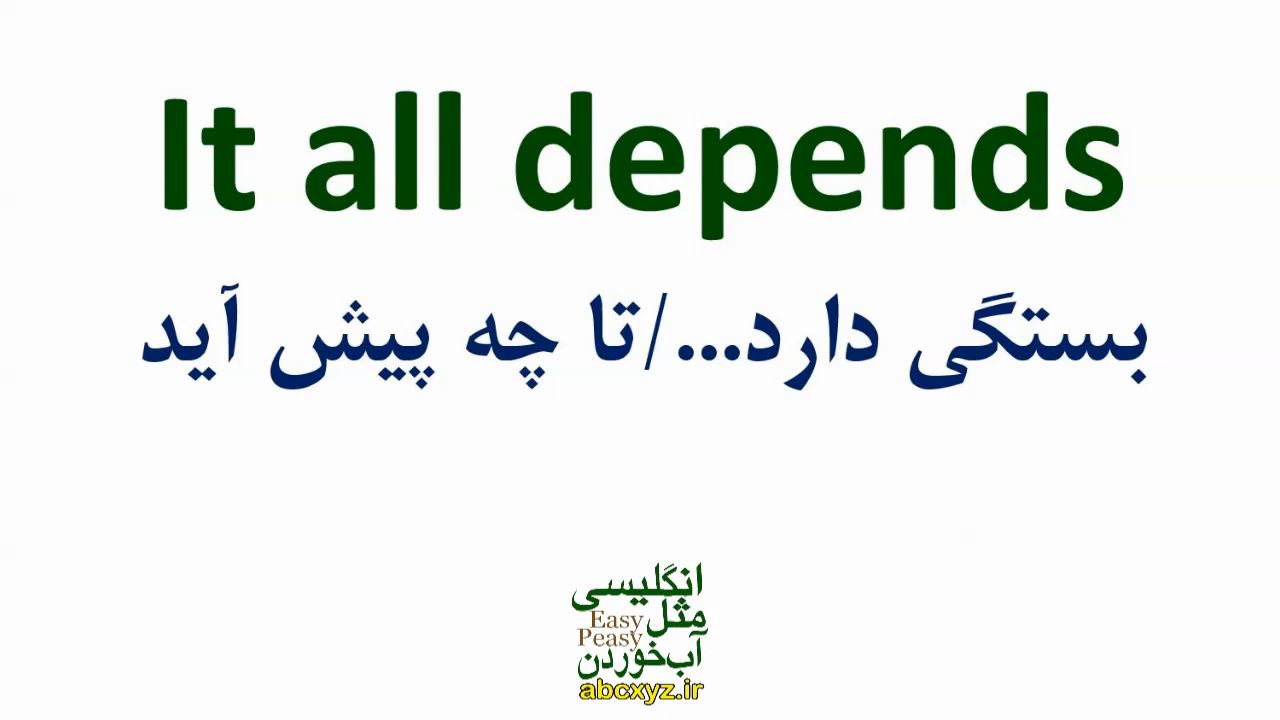 It all depends
بستگی دارد.../تا چه پیش آید
انگلیسی
مثل Easy
Peasy
آب‌خوردن
abcxyz.ir